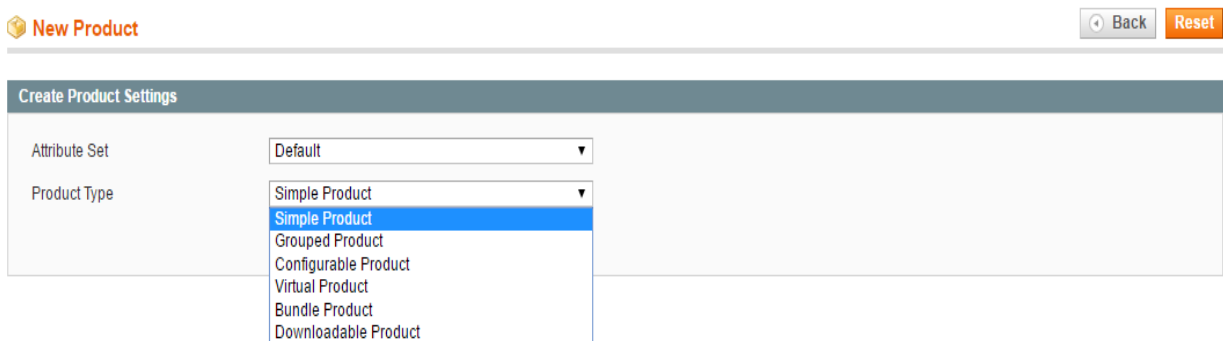 New Product
Back
Reset
Create Product Settings
Attribute Set
Default
Product Type
Simple Product
Simple Product
Grouped Product
Configurable Product
Virtual Product
Bundle Product
Downloadable Product